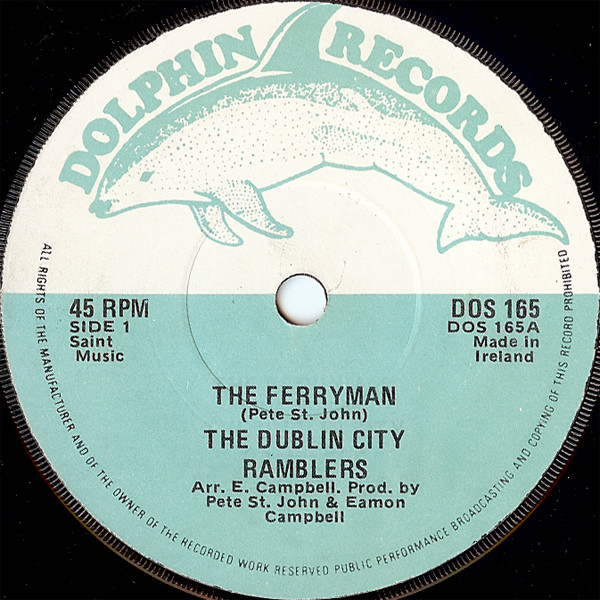 DOLPHIN RECORDS
45 RPM
SIDE 1
Saint
Music
DOS 165
DOS 165A
Made in
Ireland
THE FERRYMAN
(Pete St. John)
THE DUBLIN CITY
RAMBLERS
Arr. E. Campbell. Prod. by
Pete St. John & Eamon
Campbell
ALL RIGHTS OF THE MANUFACTURER AND OF THE OWNER OF THE RECORDED WORK RESERVED PUBLIC PERFORMANCE BROADCASTING AND COPYING OF THIS RECORD PROHIBITED